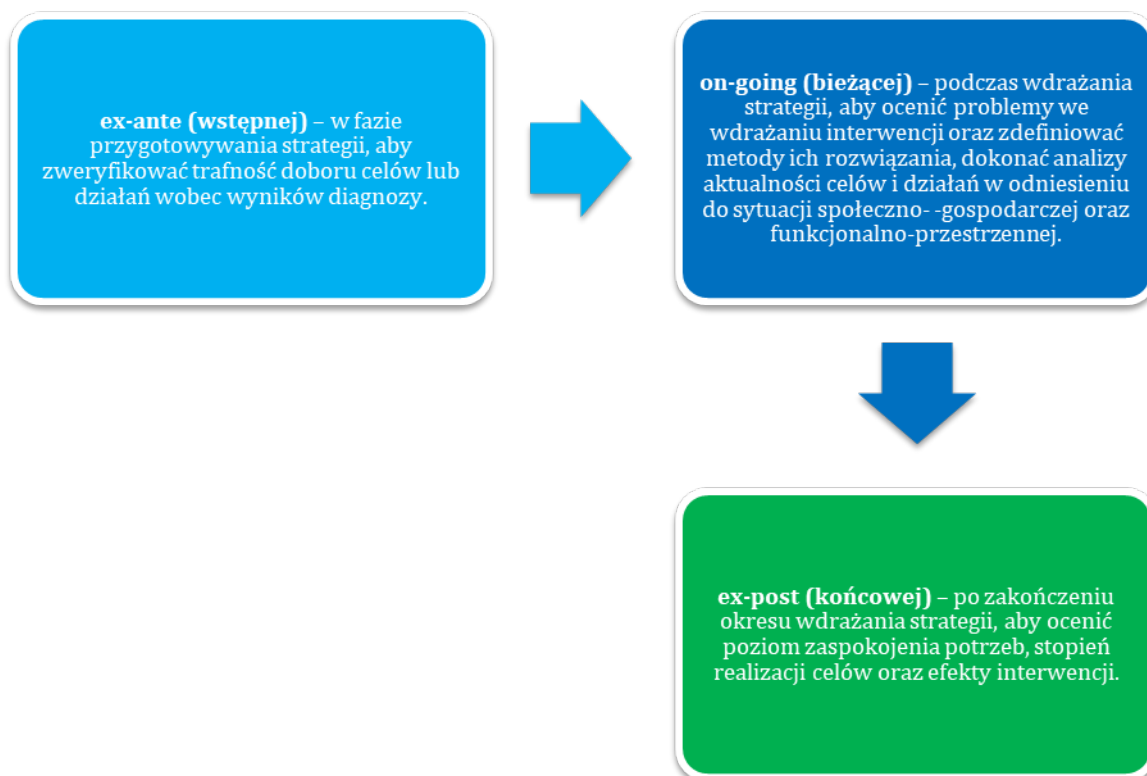 ex-ante (wstępnej) – w fazie
przygotowywania strategii, aby
zweryfikować trafność doboru celów lub
działań wobec wyników diagnozy.
on-going (bieżącej) – podczas wdrażania
strategii, aby ocenić problemy we
wdrażaniu interwencji oraz zdefiniować
metody ich rozwiązania, dokonać analizy
aktualności celów i działań w odniesieniu
do sytuacji społeczno- -gospodarczej oraz
funkcjonalno-przestrzennej.
ex-post (końcowej) – po zakończeniu
okresu wdrażania strategii, aby ocenić
poziom zaspokojenia potrzeb, stopień
realizacji celów oraz efekty interwencji.